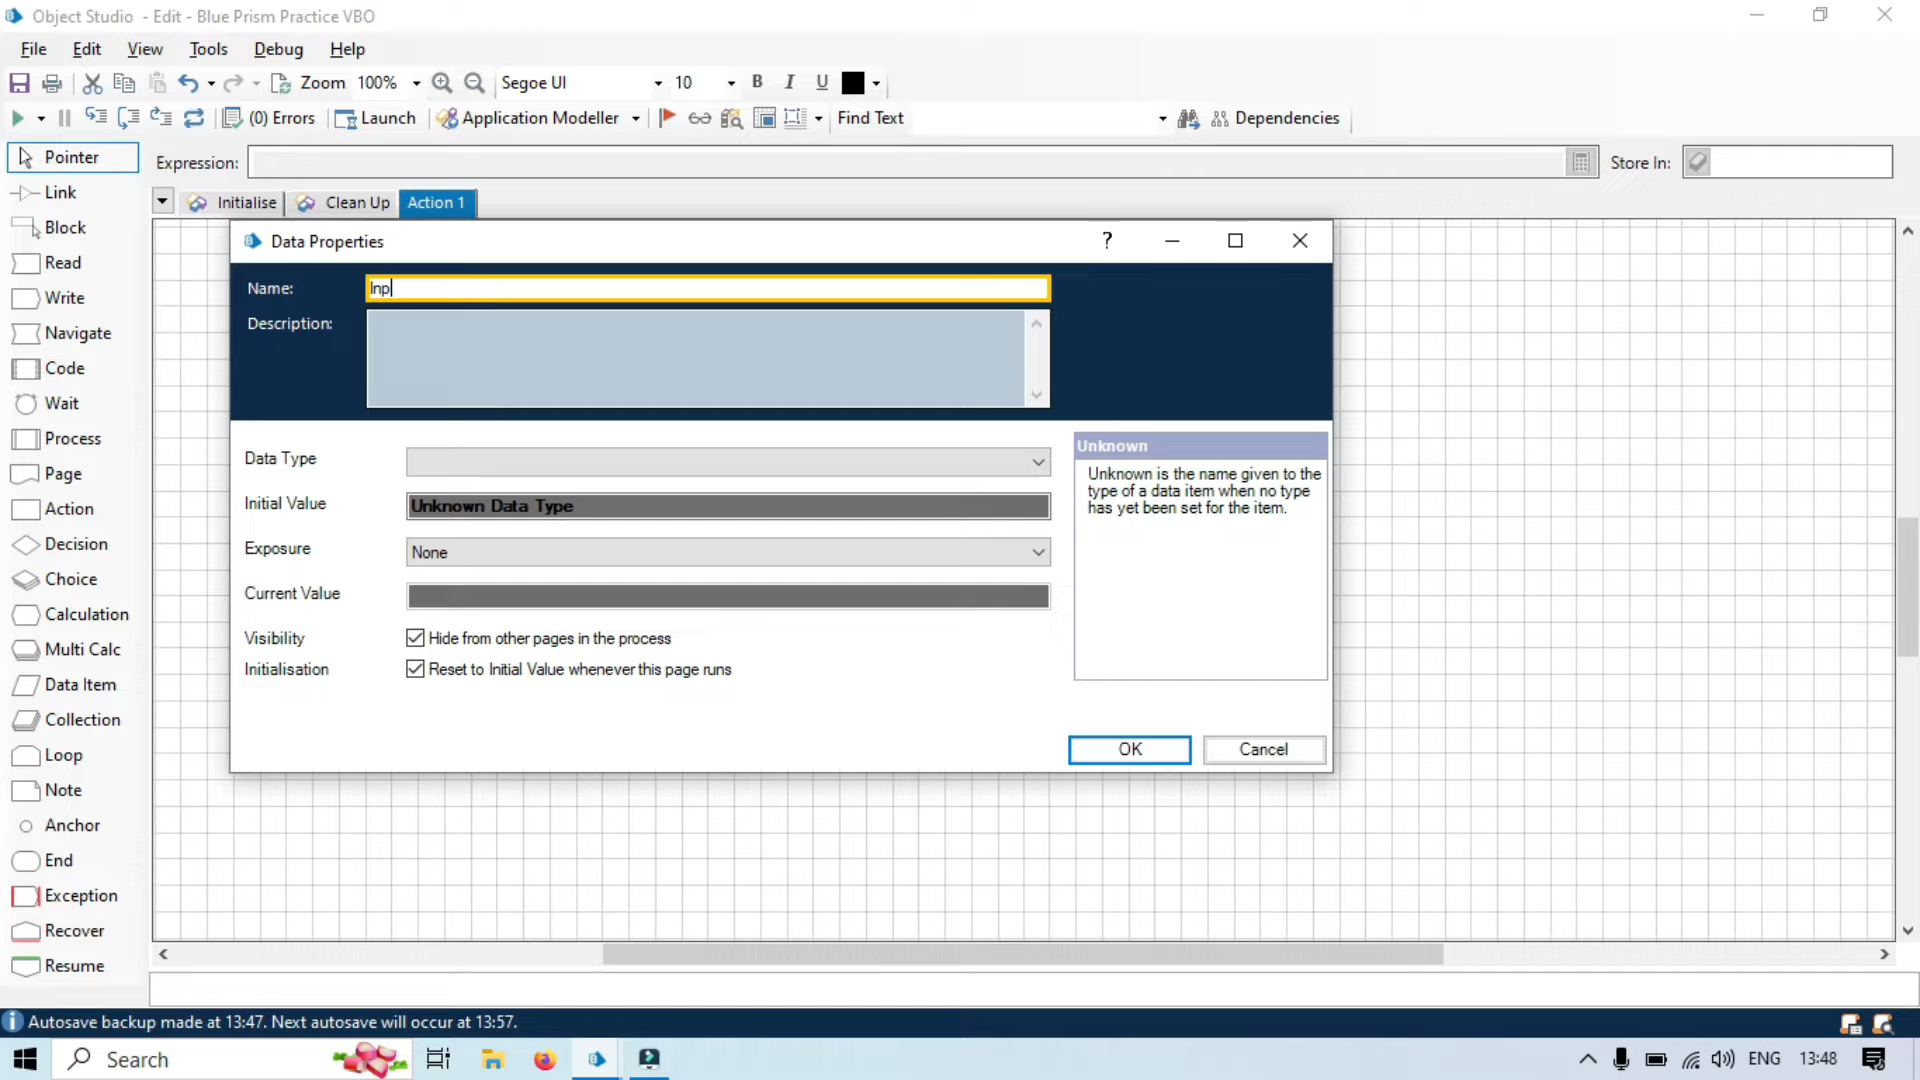 Object Studio - Edit - Blue Prism Practice VBO
File Edit View Tools Debug Help
Zoom 100% Segoe UI 10 B I U
(0) Errors Launch Application Modeller Find Text Dependencies
Pointer
Expression:
Store In:
Link
Initialise Clean Up Action 1
Block
Read
Write
Navigate
Code
Wait
Process
Page
Action
Decision
Choice
Calculation
Multi Calc
Data Item
Collection
Loop
Note
Anchor
End
Exception
Recover
Resume
Data Properties ?
Name: Inp
Description:
Data Type
Initial Value Unknown Data Type
Exposure None
Current Value
Visibility Hide from other pages in the process
Initialisation Reset to Initial Value whenever this page runs
Unknown
Unknown is the name given to the
type of a data item when no type
has yet been set for the item.
OK Cancel
Autosave backup made at 13:47. Next autosave will occur at 13:57.
Search
ENG 13:48